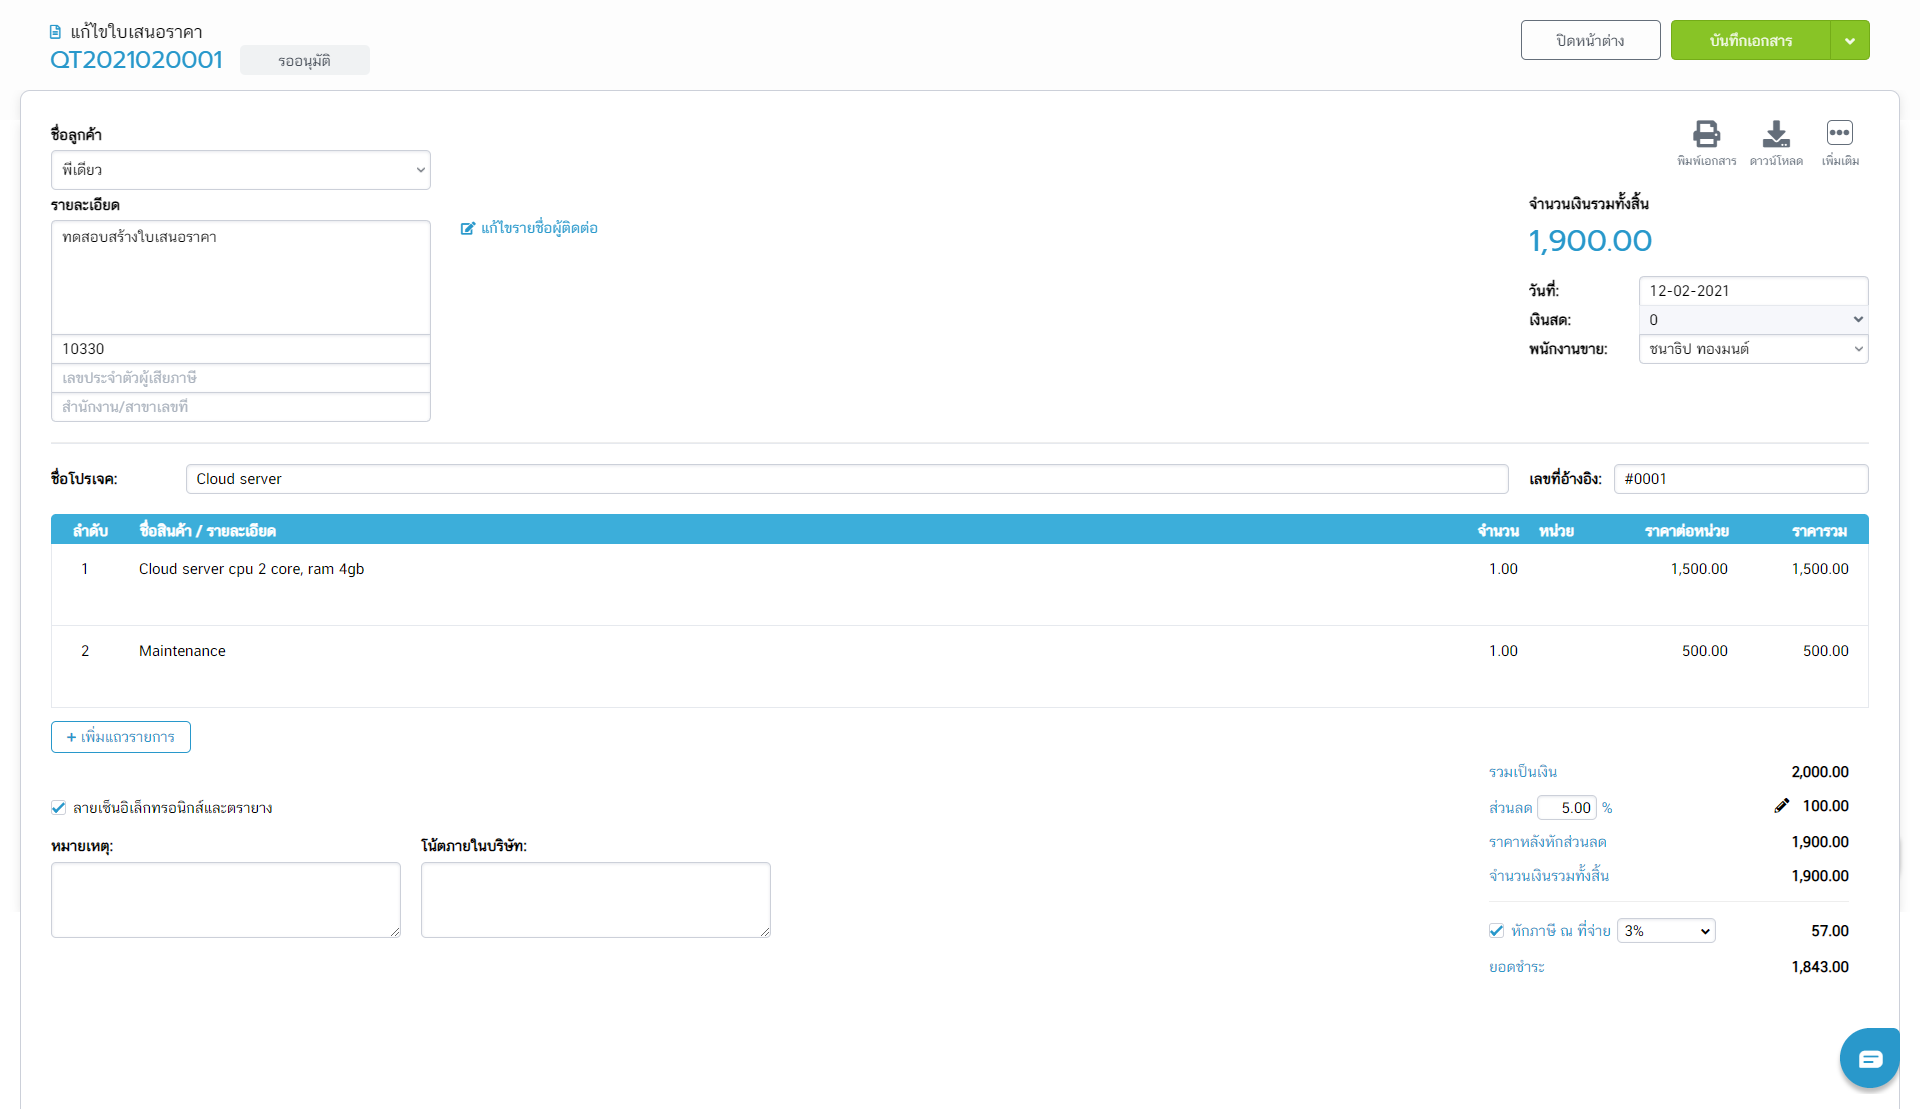 แก้ไขใบเสนอราคา
QT2021020001
รออนุมัติ
ปิดหน้าต่าง
บันทึกเอกสาร
ชื่อลูกค้า
พีเดียว
พิมพ์เอกสาร
ดาวน์โหลด
เพิ่มเติม
รายละเอียด
ทดสอบสร้างใบเสนอราคา
แก้ไขรายชื่อผู้ติดต่อ
จำนวนเงินรวมทั้งสิ้น
1,900.00
วันที่: 12-02-2021
เงินสด: 0
พนักงานขาย: ชนาธิป ทองมนต์
10330
เลขประจำตัวผู้เสียภาษี
สำนักงาน/สาขาเลขที่
ชื่อโปรเจค: Cloud server เลขที่อ้างอิง: #0001
ลำดับ ชื่อสินค้า / รายละเอียด จำนวน หน่วย ราคาต่อหน่วย ราคารวม
1 Cloud server cpu 2 core, ram 4gb 1.00 1,500.00 1,500.00
2 Maintenance 1.00 500.00 500.00
+ เพิ่มแถวรายการ
รวมเป็นเงิน 2,000.00
ส่วนลด 5.00 % 100.00
ราคาหลังหักส่วนลด 1,900.00
จำนวนเงินรวมทั้งสิ้น 1,900.00
หักภาษี ณ ที่จ่าย 3% 57.00
ยอดชำระ 1,843.00
ลายเซ็นอิเล็กทรอนิกส์และตรายาง
หมายเหตุ:
โน้ตภายในบริษัท: